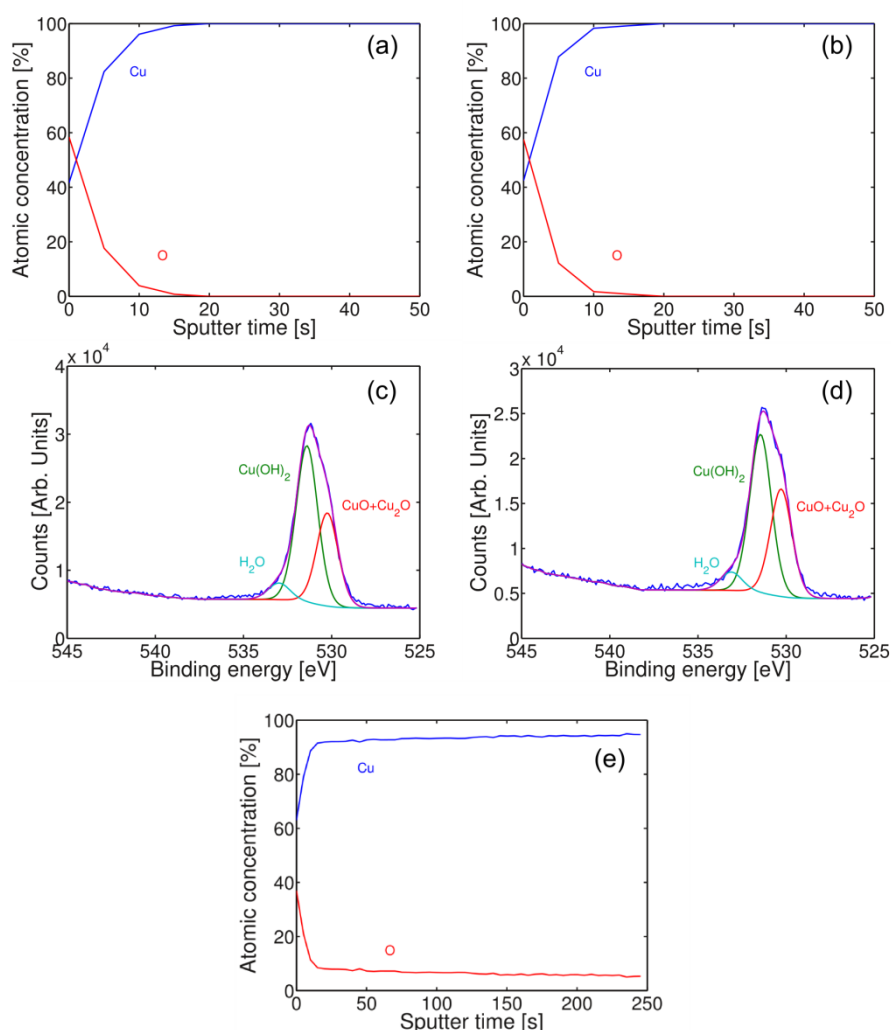 (a)
100
80
60
40
20
0
Atomic concentration [%]
Cu
O
0 10 20 30 40 50
Sputter time [s]
(b)
100
80
60
40
20
0
Atomic concentration [%]
Cu
O
0 10 20 30 40 50
Sputter time [s]
(c)
x 10⁴
4
3
2
1
0
Counts [Arb. Units]
Cu(OH)₂
CuO+Cu₂O
H₂O
545 540 535 530 525
Binding energy [eV]
(d)
x 10⁴
3
2.5
2
1.5
1
0.5
0
Counts [Arb. Units]
Cu(OH)₂
CuO+Cu₂O
H₂O
545 540 535 530 525
Binding energy [eV]
(e)
100
80
60
40
20
0
Atomic concentration [%]
Cu
O
0 50 100 150 200 250
Sputter time [s]